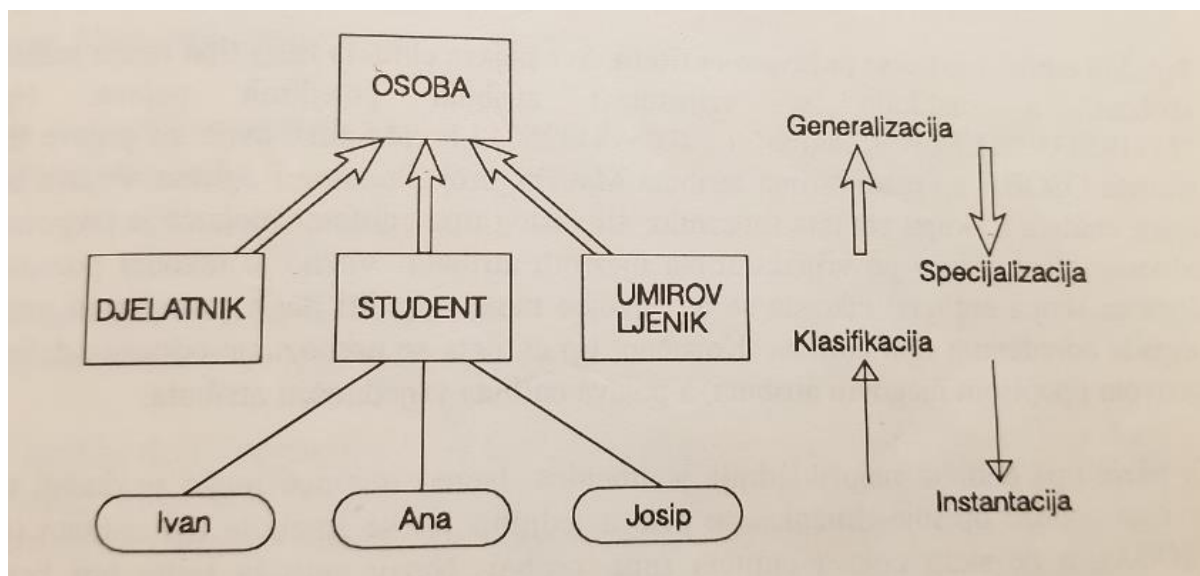 OSOBA
Generalizacija
DJELATNIK
STUDENT
UMIROV
LJENIK
Specijalizacija
Klasifikacija
Ivan
Ana
Josip
Instantacija